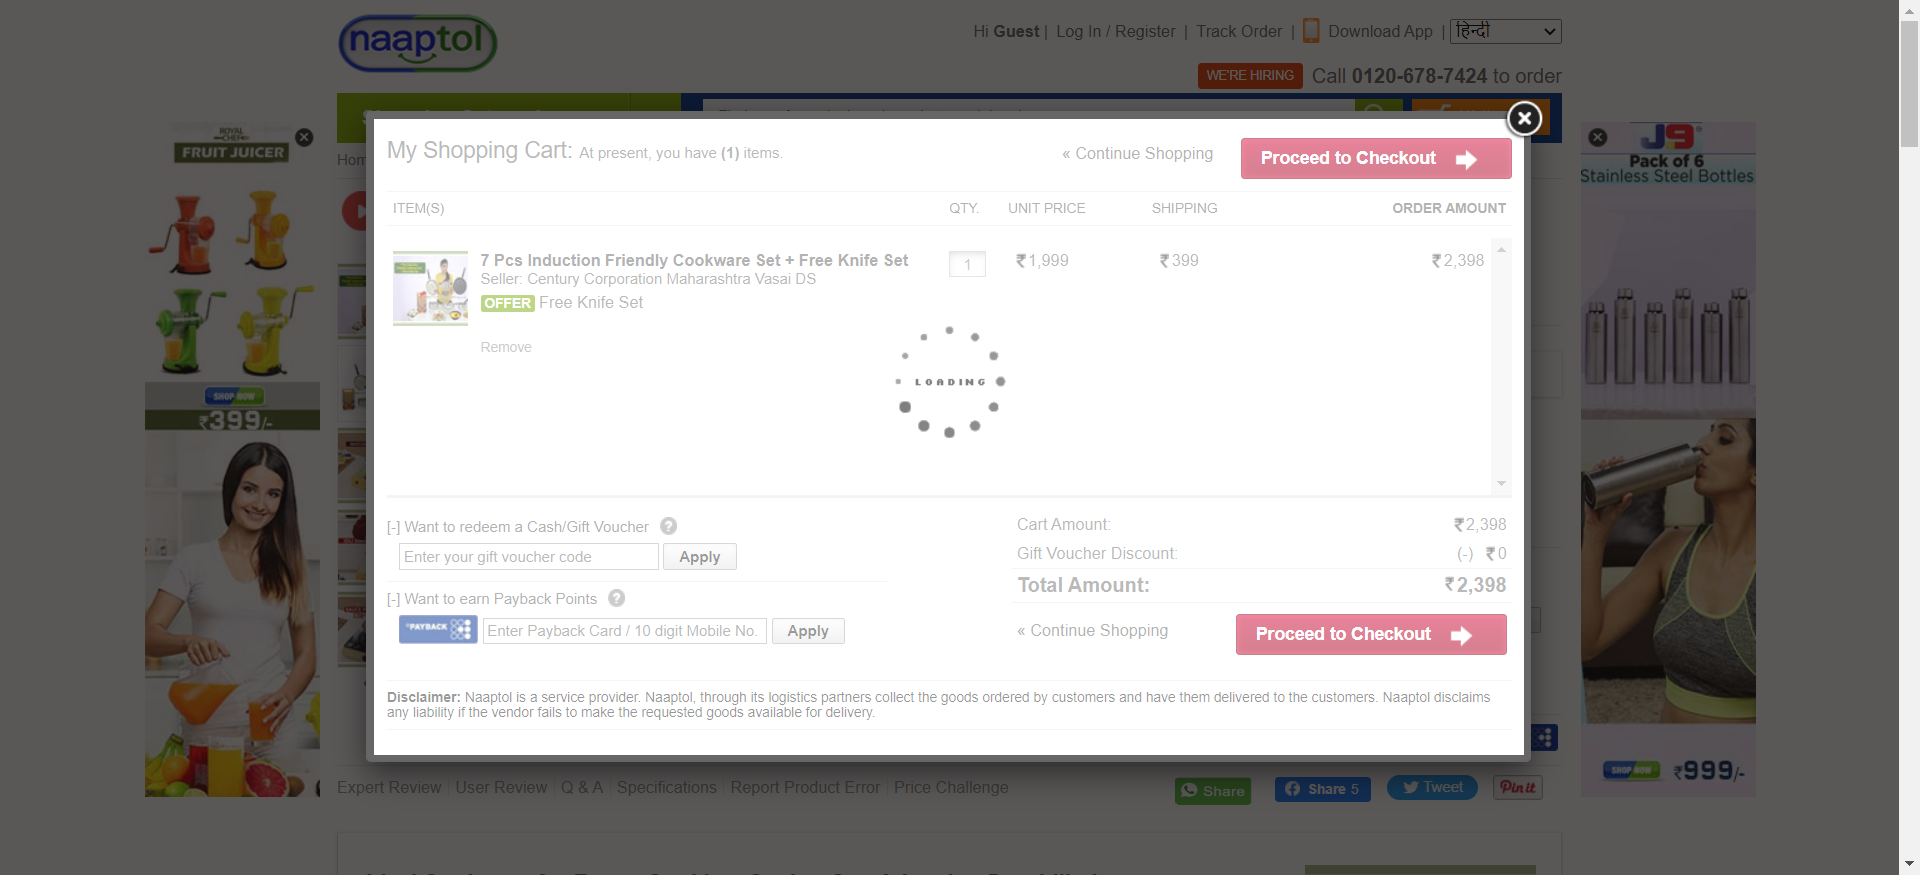 naaptol
Hi Guest | Log In / Register | Track Order | Download App | हिन्दी
WE'RE HIRING Call 0120-678-7424 to order
ROYAL CHEF
FRUIT JUICER
SHOP NOW
₹399/-
J9
Pack of 6
Stainless Steel Bottles
SHOP NOW ₹999/-
My Shopping Cart: At present, you have (1) items.
« Continue Shopping
Proceed to Checkout
ITEM(S) QTY. UNIT PRICE SHIPPING ORDER AMOUNT
7 Pcs Induction Friendly Cookware Set + Free Knife Set 1 ₹1,999 ₹399 ₹2,398
Seller: Century Corporation Maharashtra Vasai DS
OFFER Free Knife Set
Remove
LOADING
[-] Want to redeem a Cash/Gift Voucher ?
Enter your gift voucher code Apply
[-] Want to earn Payback Points ?
PAYBACK Enter Payback Card / 10 digit Mobile No. Apply
Cart Amount: ₹2,398
Gift Voucher Discount: (-) ₹0
Total Amount: ₹2,398
« Continue Shopping
Proceed to Checkout
Disclaimer: Naaptol is a service provider. Naaptol, through its logistics partners collect the goods ordered by customers and have them delivered to the customers. Naaptol disclaims
any liability if the vendor fails to make the requested goods available for delivery.
Expert Review User Review Q & A Specifications Report Product Error Price Challenge
Share
Share 5
Tweet
Pin it